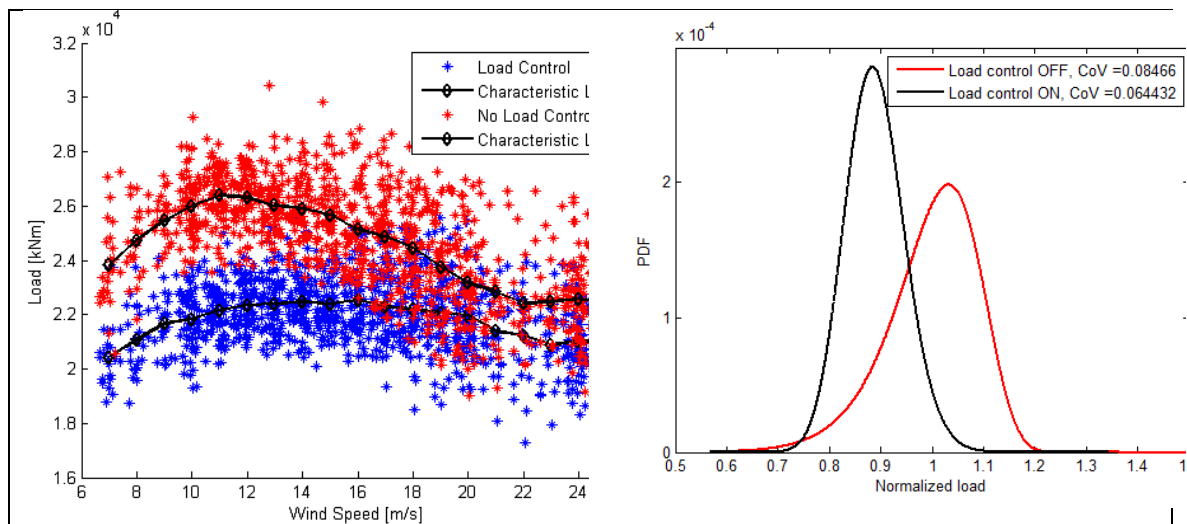 x 10⁴
3.2
3
2.8
2.6
2.4
2.2
2
1.8
1.6
6 8 10 12 14 16 18 20 22 24
Load [kNm]
Wind Speed [m/s]
Load Control
Characteristic L
No Load Control
Characteristic L
x 10⁻⁴
2
1
0
0.5 0.6 0.7 0.8 0.9 1 1.1 1.2 1.3 1.4 1.
PDF
Normalized load
Load control OFF, CoV =0.08466
Load control ON, CoV =0.064432